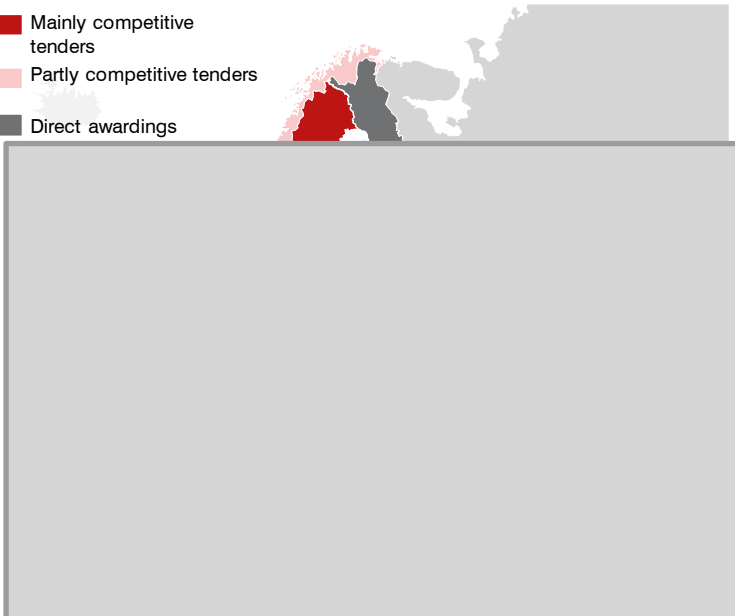 Mainly competitive
tenders
Partly competitive tenders
Direct awardings